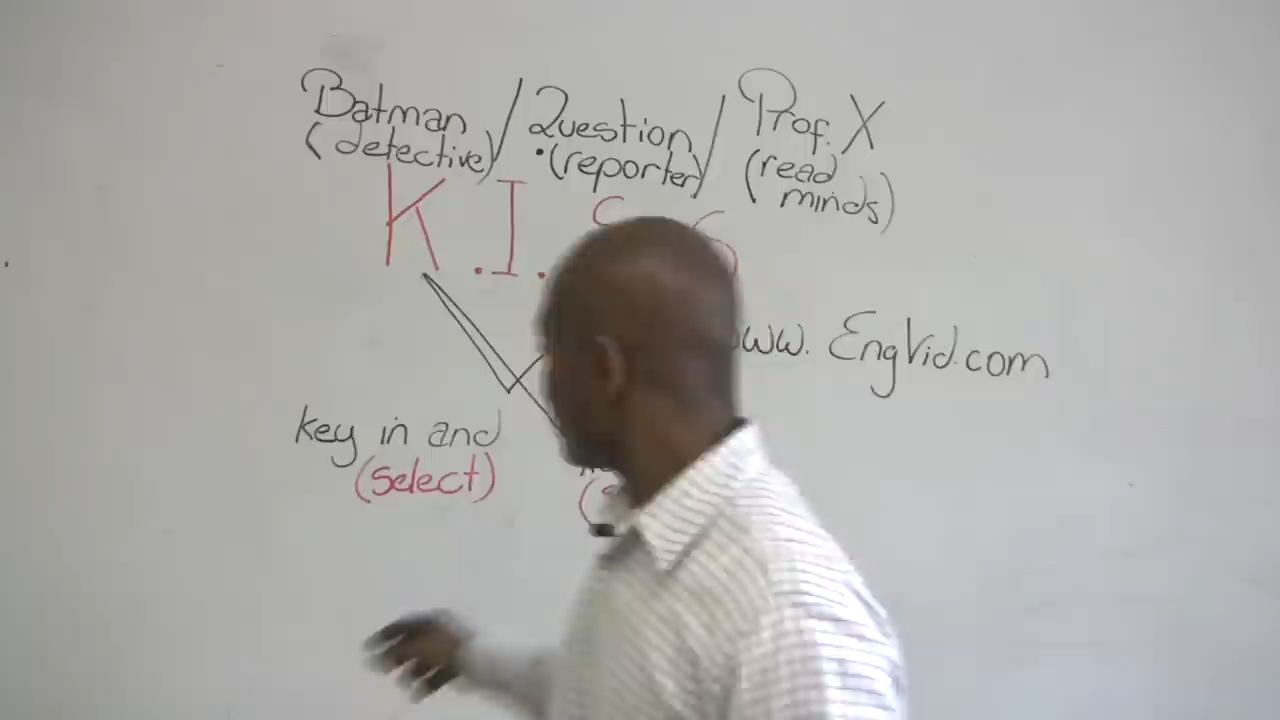 Batman / Question / Prof. X
(detective) (reporter) (read
minds)
K.I.
www. EngVid.com
key in and
(select)